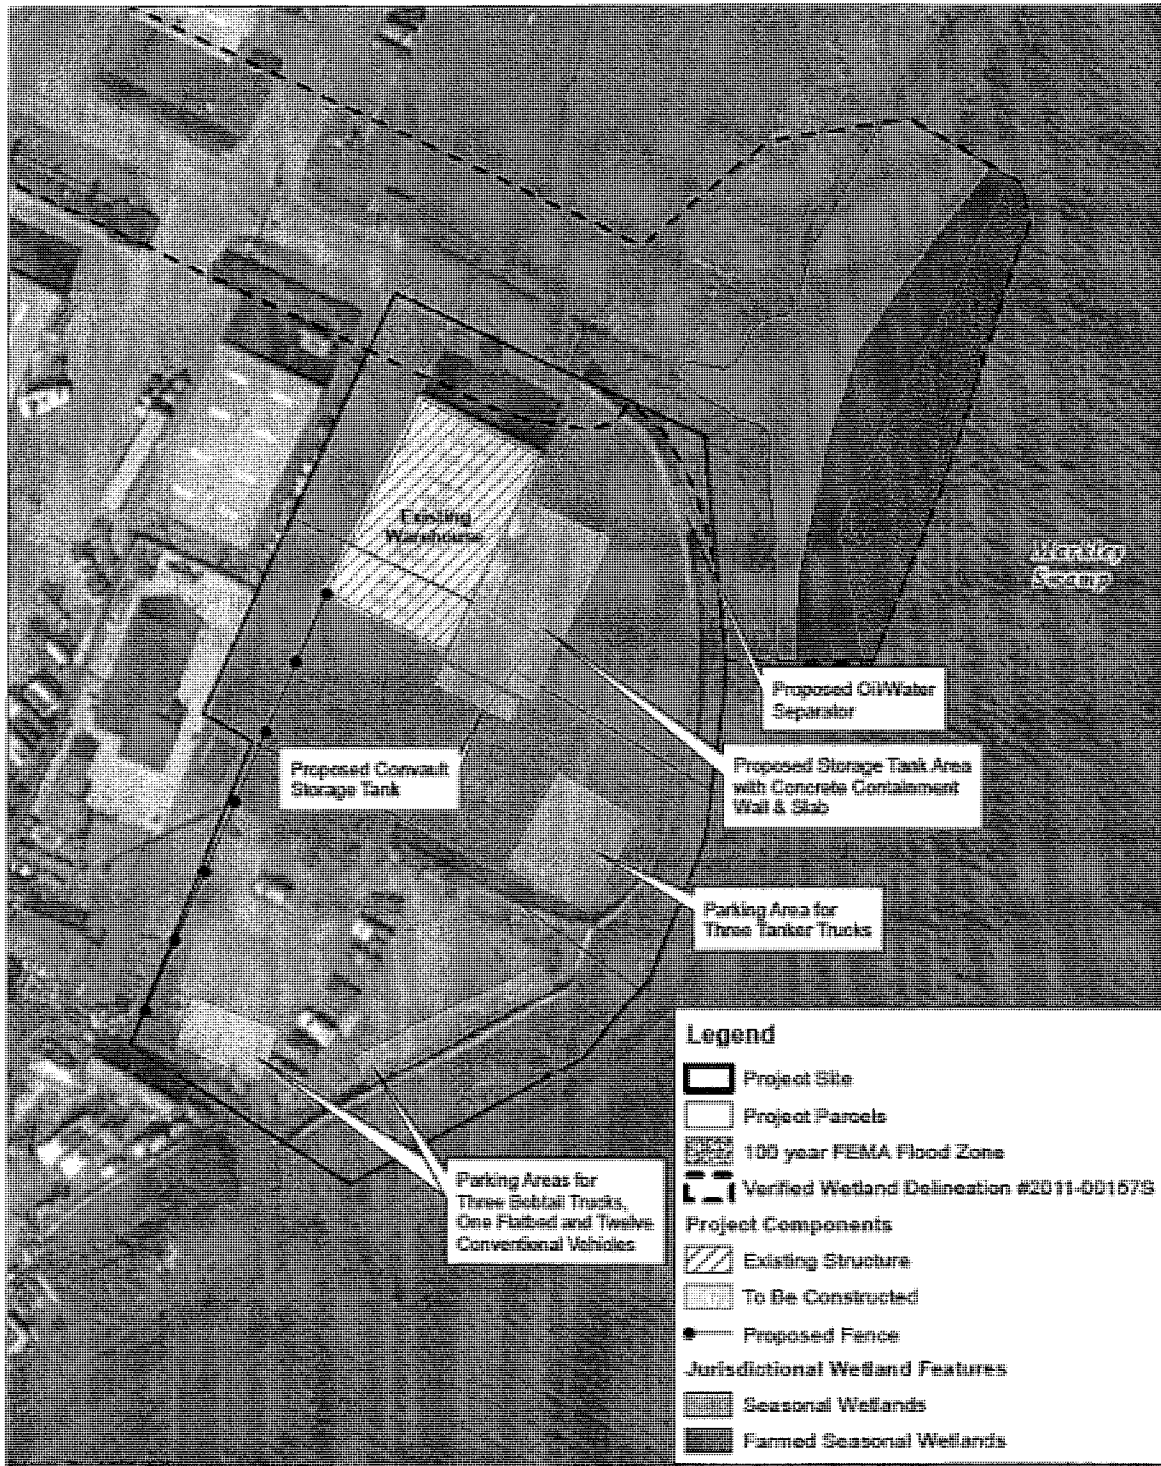 Existing
Warehouse
Markley
Swamp
Proposed Oil/Water
Separator
Proposed Convault
Storage Tank
Proposed Storage Tank Area
with Concrete Containment
Wall & Slab
Parking Area for
Three Tanker Trucks
Parking Areas for
Three Bobtail Trucks,
One Flatbed and Twelve
Conventional Vehicles
Legend
Project Site
Project Parcels
100 year FEMA Flood Zone
Verified Wetland Delineation #2011-00157S
Project Components
Existing Structure
To Be Constructed
Proposed Fence
Jurisdictional Wetland Features
Seasonal Wetlands
Farmed Seasonal Wetlands